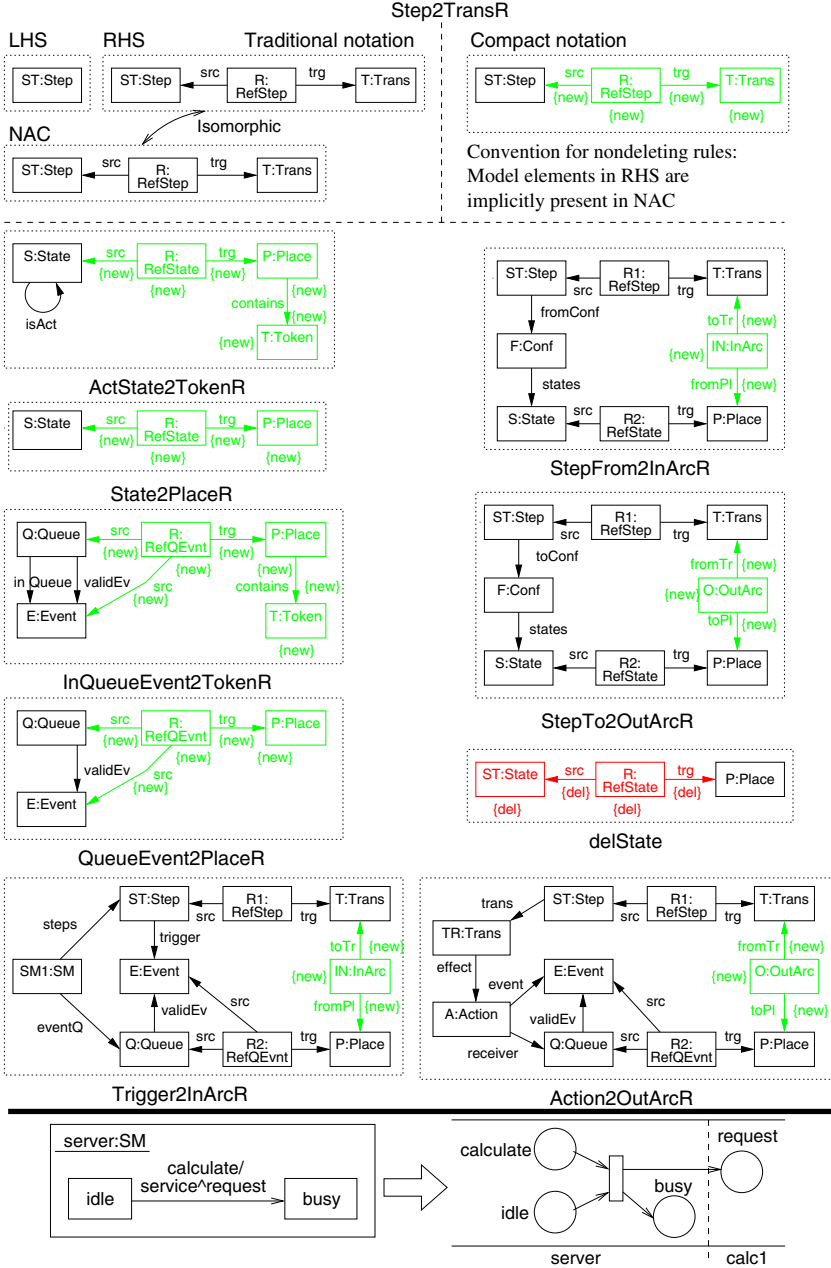 Step2TransR
LHS
RHS
Traditional notation
Compact notation
ST:Step
ST:Step
src
R:
RefStep
trg
T:Trans
ST:Step
src
{new}
R:
RefStep
{new}
trg
{new}
T:Trans
{new}
Isomorphic
NAC
ST:Step
src
R:
RefStep
trg
T:Trans
Convention for nondeleting rules:
Model elements in RHS are
implicitly present in NAC
S:State
isAct
src
{new}
R:
RefState
{new}
trg
{new}
P:Place
{new}
contains
{new}
{new}
T:Token
ActState2TokenR
S:State
src
{new}
R:
RefState
{new}
trg
{new}
P:Place
{new}
State2PlaceR
Q:Queue
src
{new}
R:
RefQEvnt
{new}
trg
{new}
P:Place
{new}
in Queue
validEv
src
{new}
contains
{new}
E:Event
T:Token
{new}
InQueueEvent2TokenR
Q:Queue
src
{new}
R:
RefQEvnt
{new}
trg
{new}
P:Place
{new}
validEv
src
{new}
E:Event
QueueEvent2PlaceR
ST:Step
src
R1:
RefStep
trg
T:Trans
fromConf
toTr
{new}
F:Conf
{new}
IN:InArc
states
fromPl
{new}
S:State
src
R2:
RefState
trg
P:Place
StepFrom2InArcR
ST:Step
src
R1:
RefStep
trg
T:Trans
toConf
fromTr
{new}
F:Conf
{new}
O:OutArc
states
toPl
{new}
S:State
src
R2:
RefState
trg
P:Place
StepTo2OutArcR
ST:State
{del}
src
{del}
R:
RefState
{del}
trg
{del}
P:Place
delState
ST:Step
src
R1:
RefStep
trg
T:Trans
steps
trigger
toTr
{new}
SM1:SM
E:Event
{new}
IN:InArc
eventQ
validEv
src
fromPl
{new}
Q:Queue
src
R2:
RefQEvnt
trg
P:Place
Trigger2InArcR
ST:Step
src
R1:
RefStep
trg
T:Trans
trans
TR:Trans
fromTr
{new}
effect
event
E:Event
{new}
O:OutArc
A:Action
validEv
src
toPl
{new}
receiver
Q:Queue
src
R2:
RefQEvnt
trg
P:Place
Action2OutArcR
server:SM
idle
calculate/
service^request
busy
calculate
idle
busy
request
server
calc1